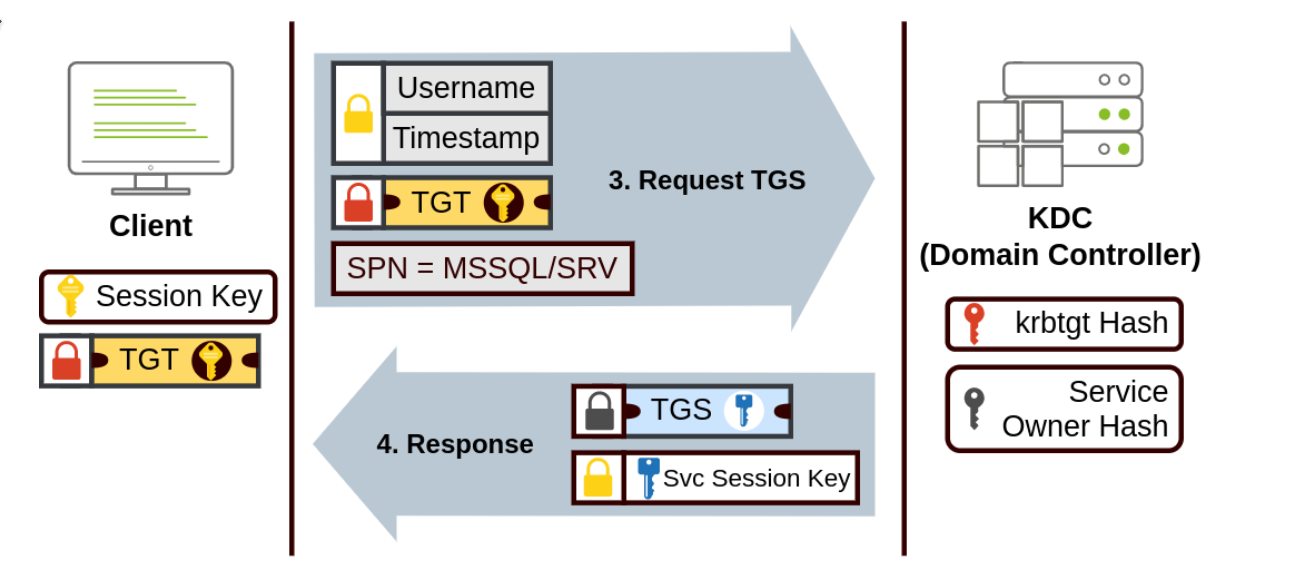 Client
Session Key
TGT
Username
Timestamp
TGT
SPN = MSSQL/SRV
3. Request TGS
4. Response
TGS
Svc Session Key
KDC
(Domain Controller)
krbtgt Hash
Service
Owner Hash